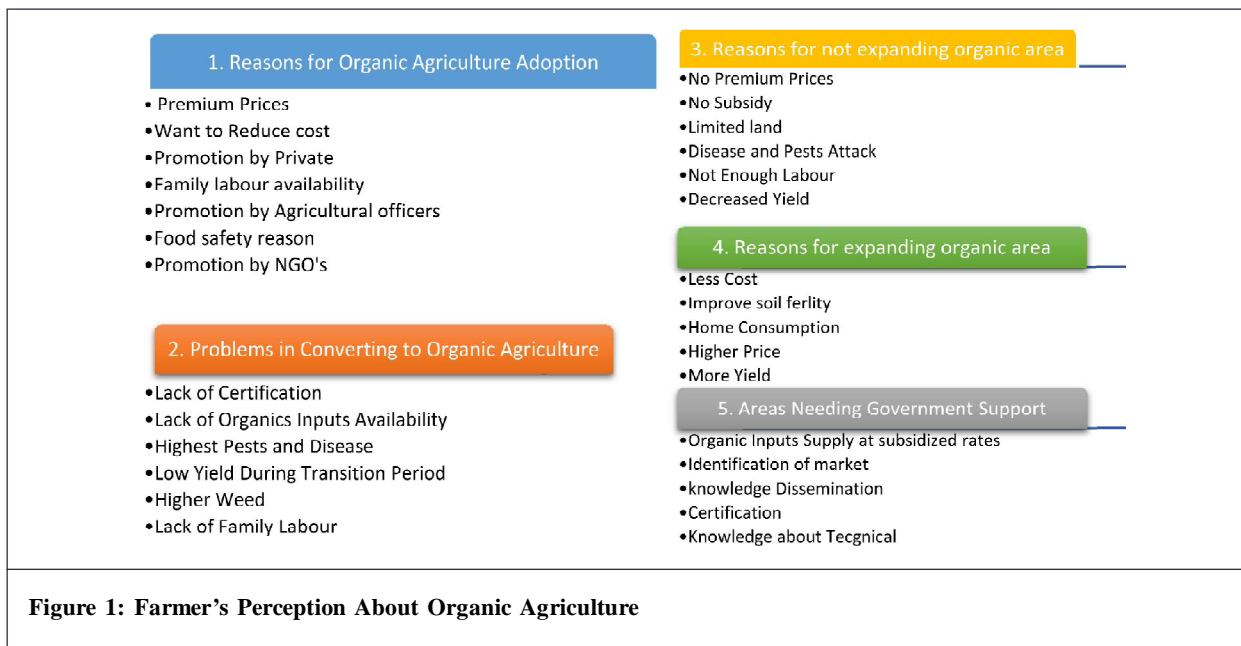 1. Reasons for Organic Agriculture Adoption
• Premium Prices
•Want to Reduce cost
•Promotion by Private
•Family labour availability
•Promotion by Agricultural officers
•Food safety reason
•Promotion by NGO's
2. Problems in Converting to Organic Agriculture
•Lack of Certification
•Lack of Organics Inputs Availability
•Highest Pests and Disease
•Low Yield During Transition Period
•Higher Weed
•Lack of Family Labour
3. Reasons for not expanding organic area
•No Premium Prices
•No Subsidy
•Limited land
•Disease and Pests Attack
•Not Enough Labour
•Decreased Yield
4. Reasons for expanding organic area
•Less Cost
•Improve soil ferlity
•Home Consumption
•Higher Price
•More Yield
5. Areas Needing Government Support
•Organic Inputs Supply at subsidized rates
•Identification of market
•knowledge Dissemination
•Certification
•Knowledge about Tecgnical
Figure 1: Farmer's Perception About Organic Agriculture